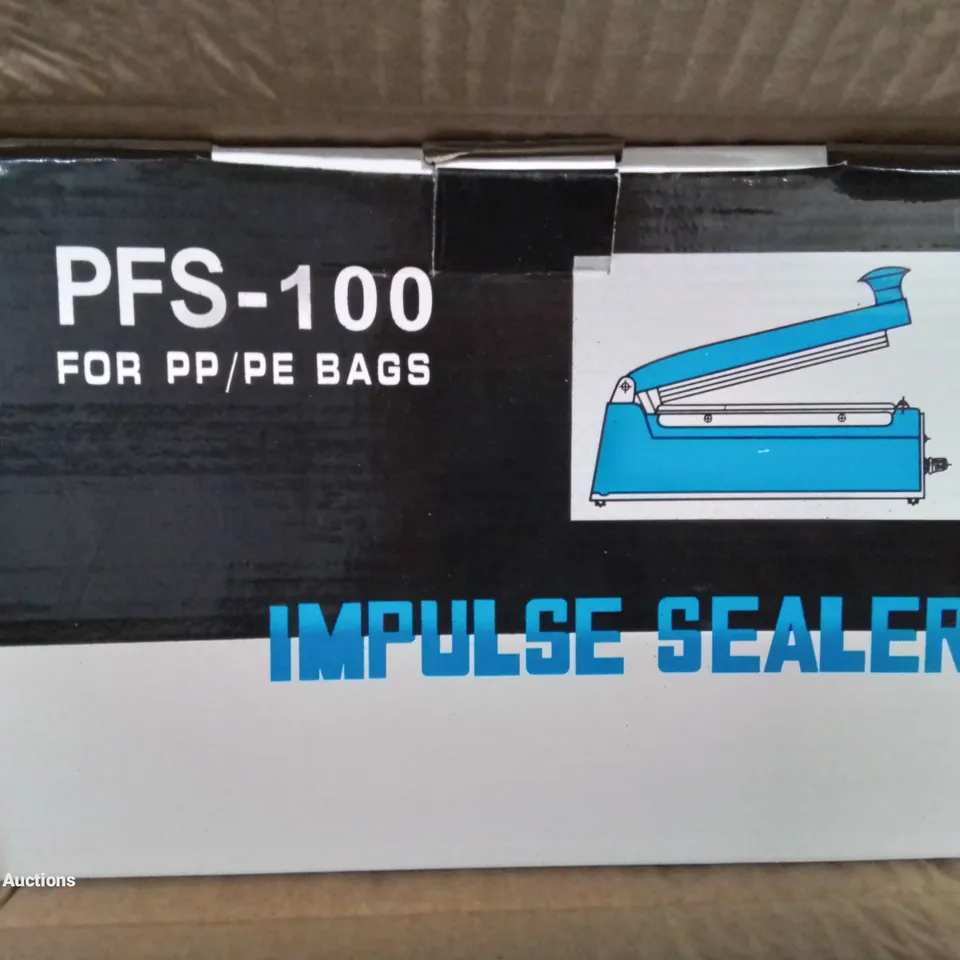 PFS-100
FOR PP/PE BAGS
IMPULSE SEALER
Auctions